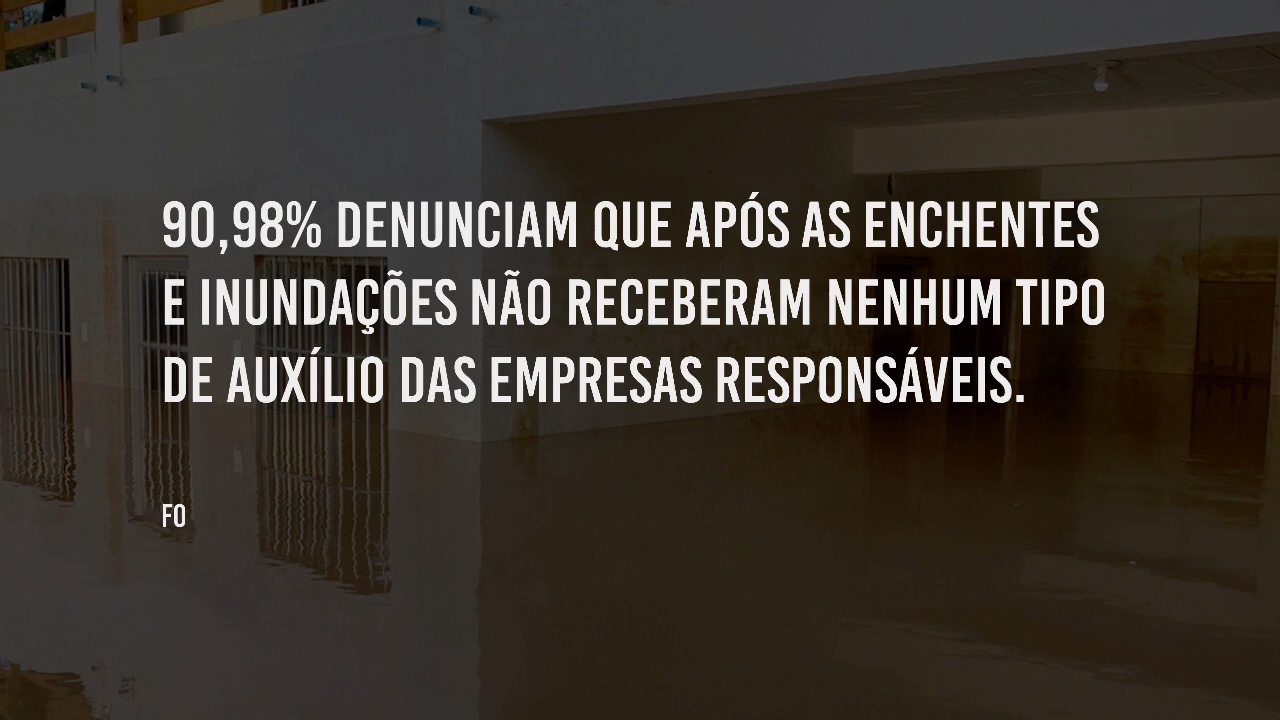 90,98% DENUNCIAM QUE APÓS AS ENCHENTES
E INUNDAÇÕES NÃO RECEBERAM NENHUM TIPO
DE AUXÍLIO DAS EMPRESAS RESPONSÁVEIS.
FO